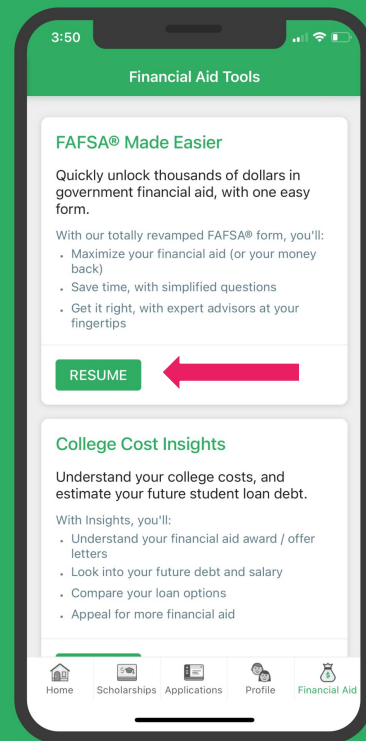 3:50
Financial Aid Tools
FAFSA® Made Easier
Quickly unlock thousands of dollars in
government financial aid, with one easy
form.
With our totally revamped FAFSA® form, you'll:
• Maximize your financial aid (or your money
back)
• Save time, with simplified questions
• Get it right, with expert advisors at your
fingertips
RESUME
College Cost Insights
Understand your college costs, and
estimate your future student loan debt.
With Insights, you'll:
• Understand your financial aid award / offer
letters
• Look into your future debt and salary
• Compare your loan options
• Appeal for more financial aid
Home Scholarships Applications Profile Financial Aid